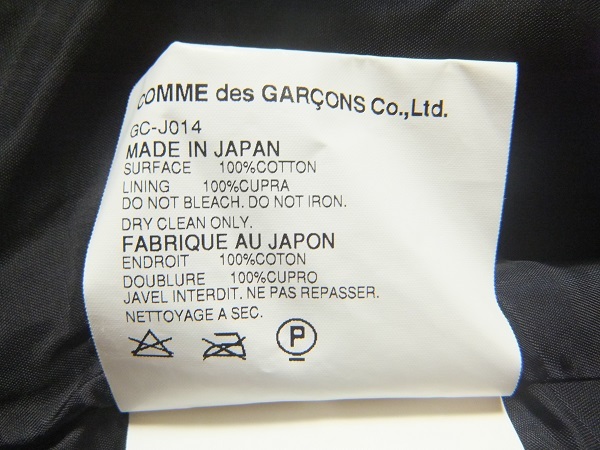 COMME des GARÇONS Co.,Ltd.
GC-J014
MADE IN JAPAN
SURFACE 100%COTTON
LINING 100%CUPRA
DO NOT BLEACH. DO NOT IRON.
DRY CLEAN ONLY.
FABRIQUE AU JAPON
ENDROIT 100%COTON
DOUBLURE 100%CUPRO
JAVEL INTERDIT. NE PAS REPASSER.
NETTOYAGE A SEC.
P